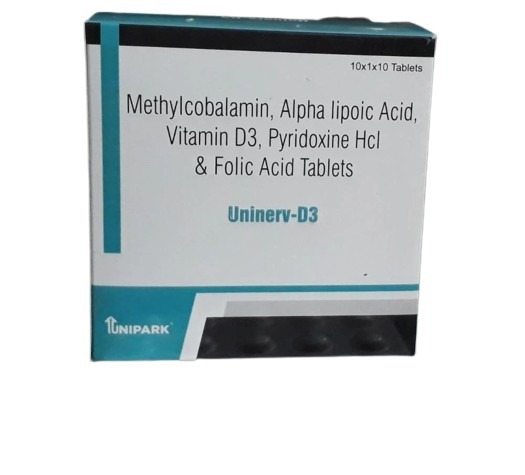 10x1x10 Tablets
Methylcobalamin, Alpha lipoic Acid,
Vitamin D3, Pyridoxine Hcl
& Folic Acid Tablets
Uninerv-D3
UNIPARK